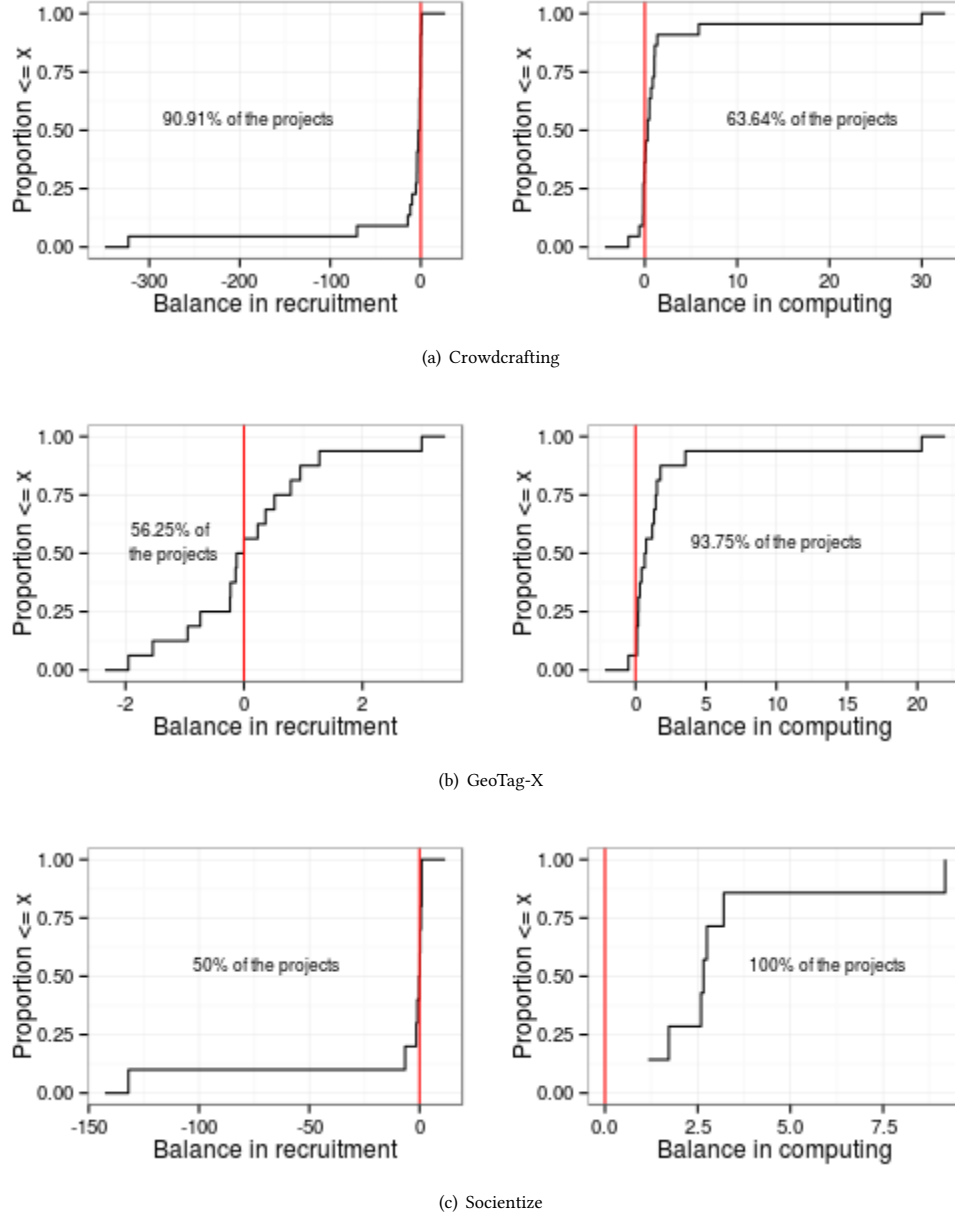 1.00
0.75
0.50
0.25
0.00
Proportion <= x
90.91% of the projects
-300 -200 -100 0
Balance in recruitment
1.00
0.75
0.50
0.25
0.00
Proportion <= x
63.64% of the projects
0 10 20 30
Balance in computing
(a) Crowdcrafting
1.00
0.75
0.50
0.25
0.00
Proportion <= x
56.25% of
the projects
-2 0 2
Balance in recruitment
1.00
0.75
0.50
0.25
0.00
Proportion <= x
93.75% of the projects
0 5 10 15 20
Balance in computing
(b) GeoTag-X
1.00
0.75
0.50
0.25
0.00
Proportion <= x
50% of the projects
-150 -100 -50 0
Balance in recruitment
1.00
0.75
0.50
0.25
0.00
Proportion <= x
100% of the projects
0.0 2.5 5.0 7.5
Balance in computing
(c) Socientize